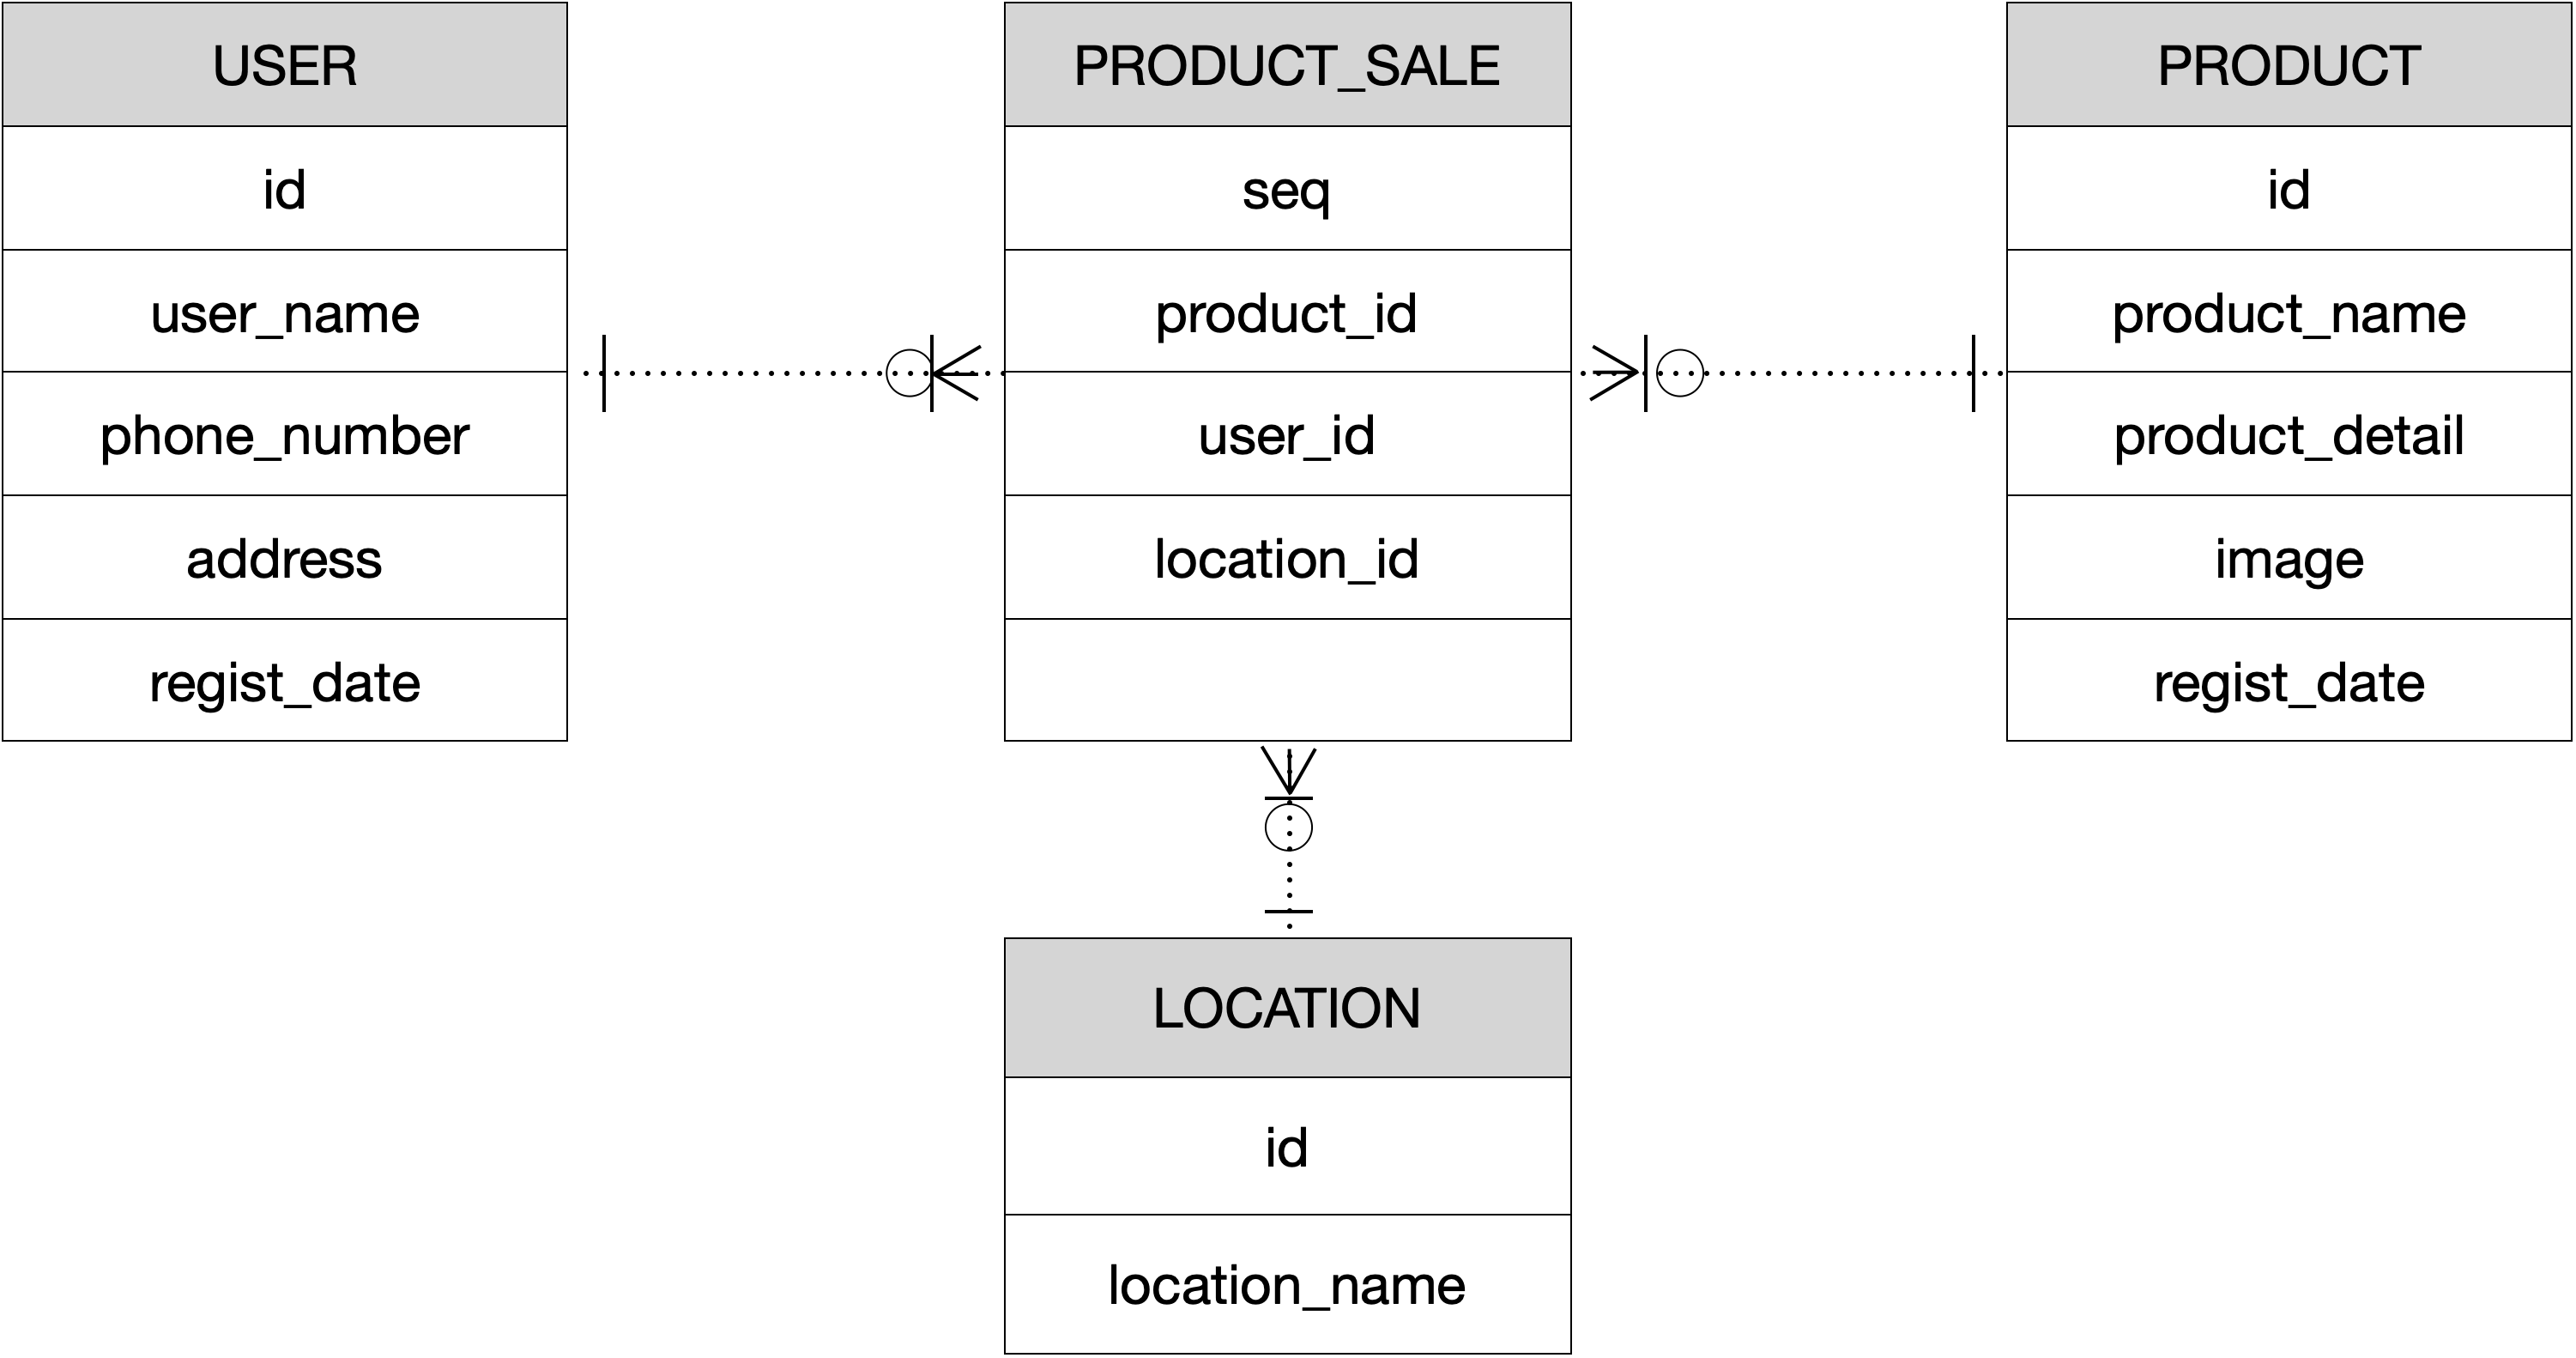 USER
id
user_name
phone_number
address
regist_date
PRODUCT_SALE
seq
product_id
user_id
location_id
PRODUCT
id
product_name
product_detail
image
regist_date
LOCATION
id
location_name